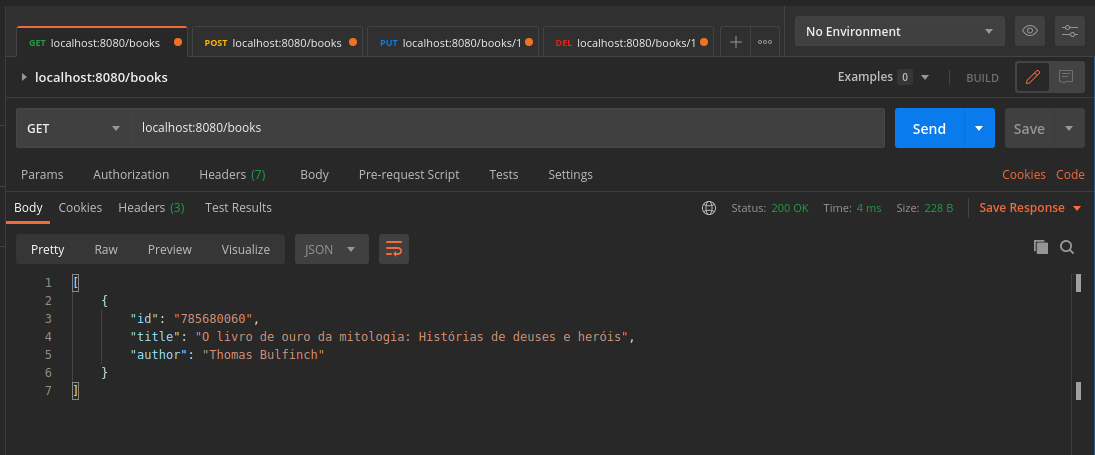 GET localhost:8080/books POST localhost:8080/books PUT localhost:8080/books/1 DEL localhost:8080/books/1 No Environment
localhost:8080/books Examples 0 BUILD
GET localhost:8080/books Send Save
Params Authorization Headers (7) Body Pre-request Script Tests Settings Cookies Code
Body Cookies Headers (3) Test Results Status: 200 OK Time: 4 ms Size: 228 B Save Response
Pretty Raw Preview Visualize JSON
1 [
2 {
3 "id": "785680060",
4 "title": "O livro de ouro da mitologia: Histórias de deuses e heróis",
5 "author": "Thomas Bulfinch"
6 }
7 ]